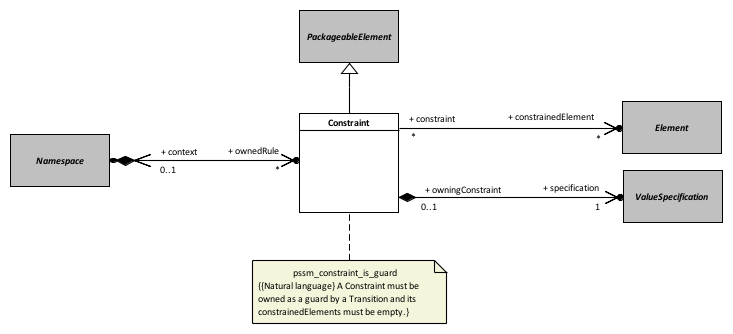 PackageableElement
Constraint
+ constraint
*
+ constrainedElement
*
Element
Namespace
+ context
0..1
+ ownedRule
*
+ owningConstraint
0..1
+ specification
1
ValueSpecification
pssm_constraint_is_guard
{{Natural language} A Constraint must be
owned as a guard by a Transition and its
constrainedElements must be empty.}